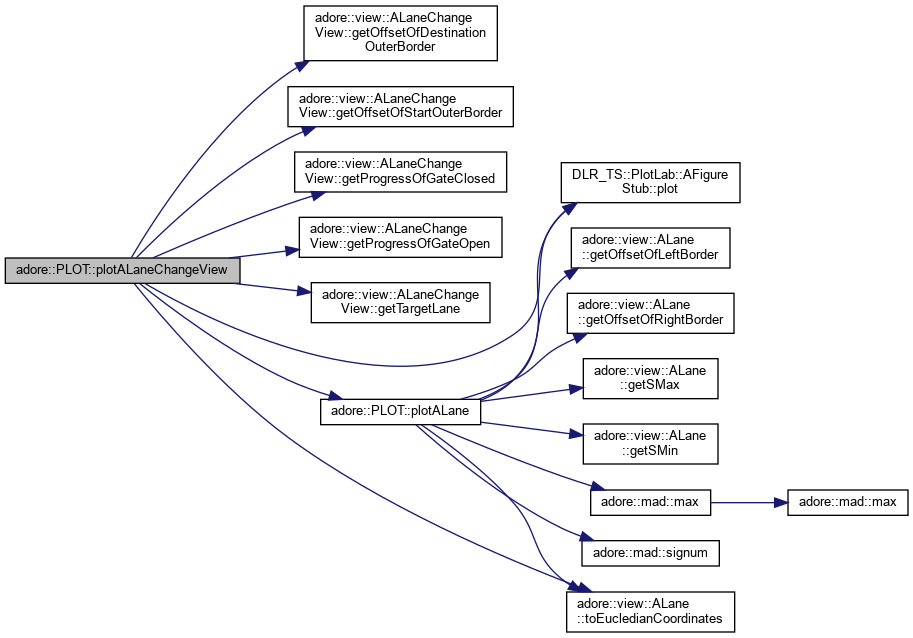 adore::view::ALaneChange
View::getOffsetOfDestination
OuterBorder
adore::view::ALaneChange
View::getOffsetOfStartOuterBorder
adore::view::ALaneChange
View::getProgressOfGateClosed
adore::view::ALaneChange
View::getProgressOfGateOpen
adore::view::ALaneChange
View::getTargetLane
adore::PLOT::plotALaneChangeView
adore::PLOT::plotALane
DLR_TS::PlotLab::AFigure
Stub::plot
adore::view::ALane
::getOffsetOfLeftBorder
adore::view::ALane
::getOffsetOfRightBorder
adore::view::ALane
::getSMax
adore::view::ALane
::getSMin
adore::mad::max
adore::mad::max
adore::mad::signum
adore::view::ALane
::toEucledianCoordinates